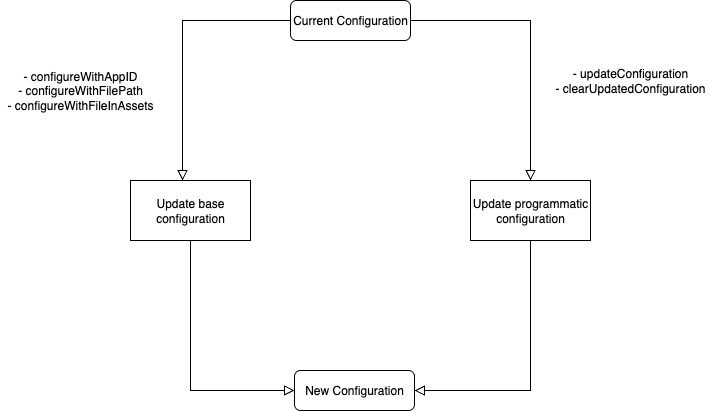 Current Configuration
- configureWithAppID
- configureWithFilePath
- configureWithFileInAssets
- updateConfiguration
- clearUpdatedConfiguration
Update base
configuration
Update programmatic
configuration
New Configuration